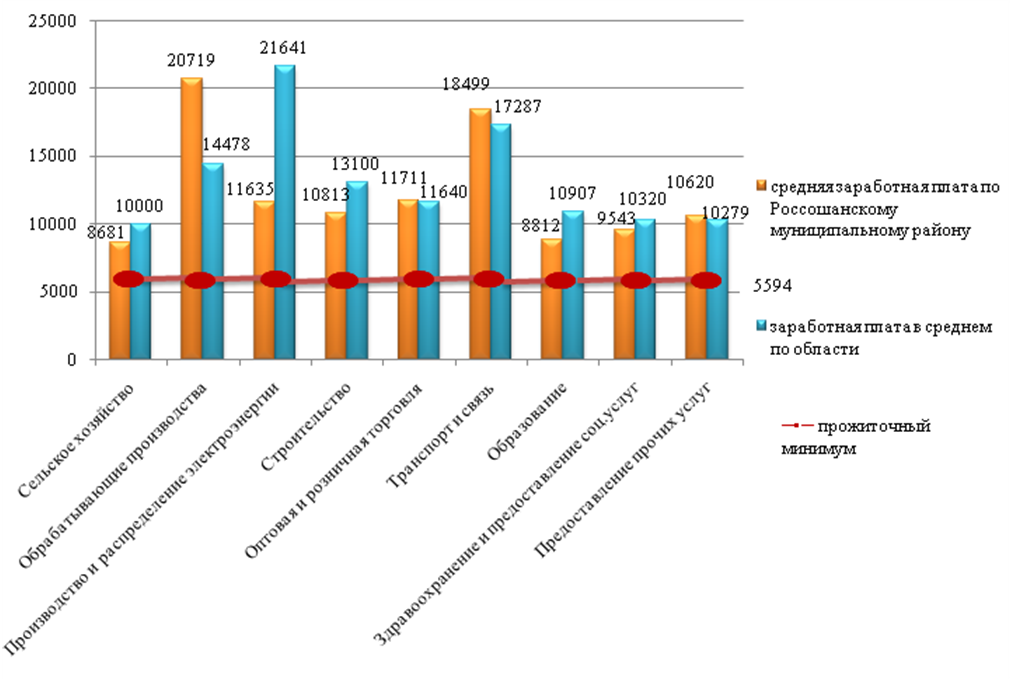 25000
20000
15000
10000
5000
0
8681
10000
20719
14478
11635
21641
10813
13100
11711
11640
18499
17287
8812
10907
9543
10320
10620
10279
5594
Сельское хозяйство
Обрабатывающие производства
Производство и распределение электроэнергии
Строительство
Оптовая и розничная торговля
Транспорт и связь
Образование
Здравоохранение и предоставление соц.услуг
Предоставление прочих услуг
средняя заработная плата по
Россошанскому
муниципальному району
заработная плата в среднем
по области
прожиточный
минимум